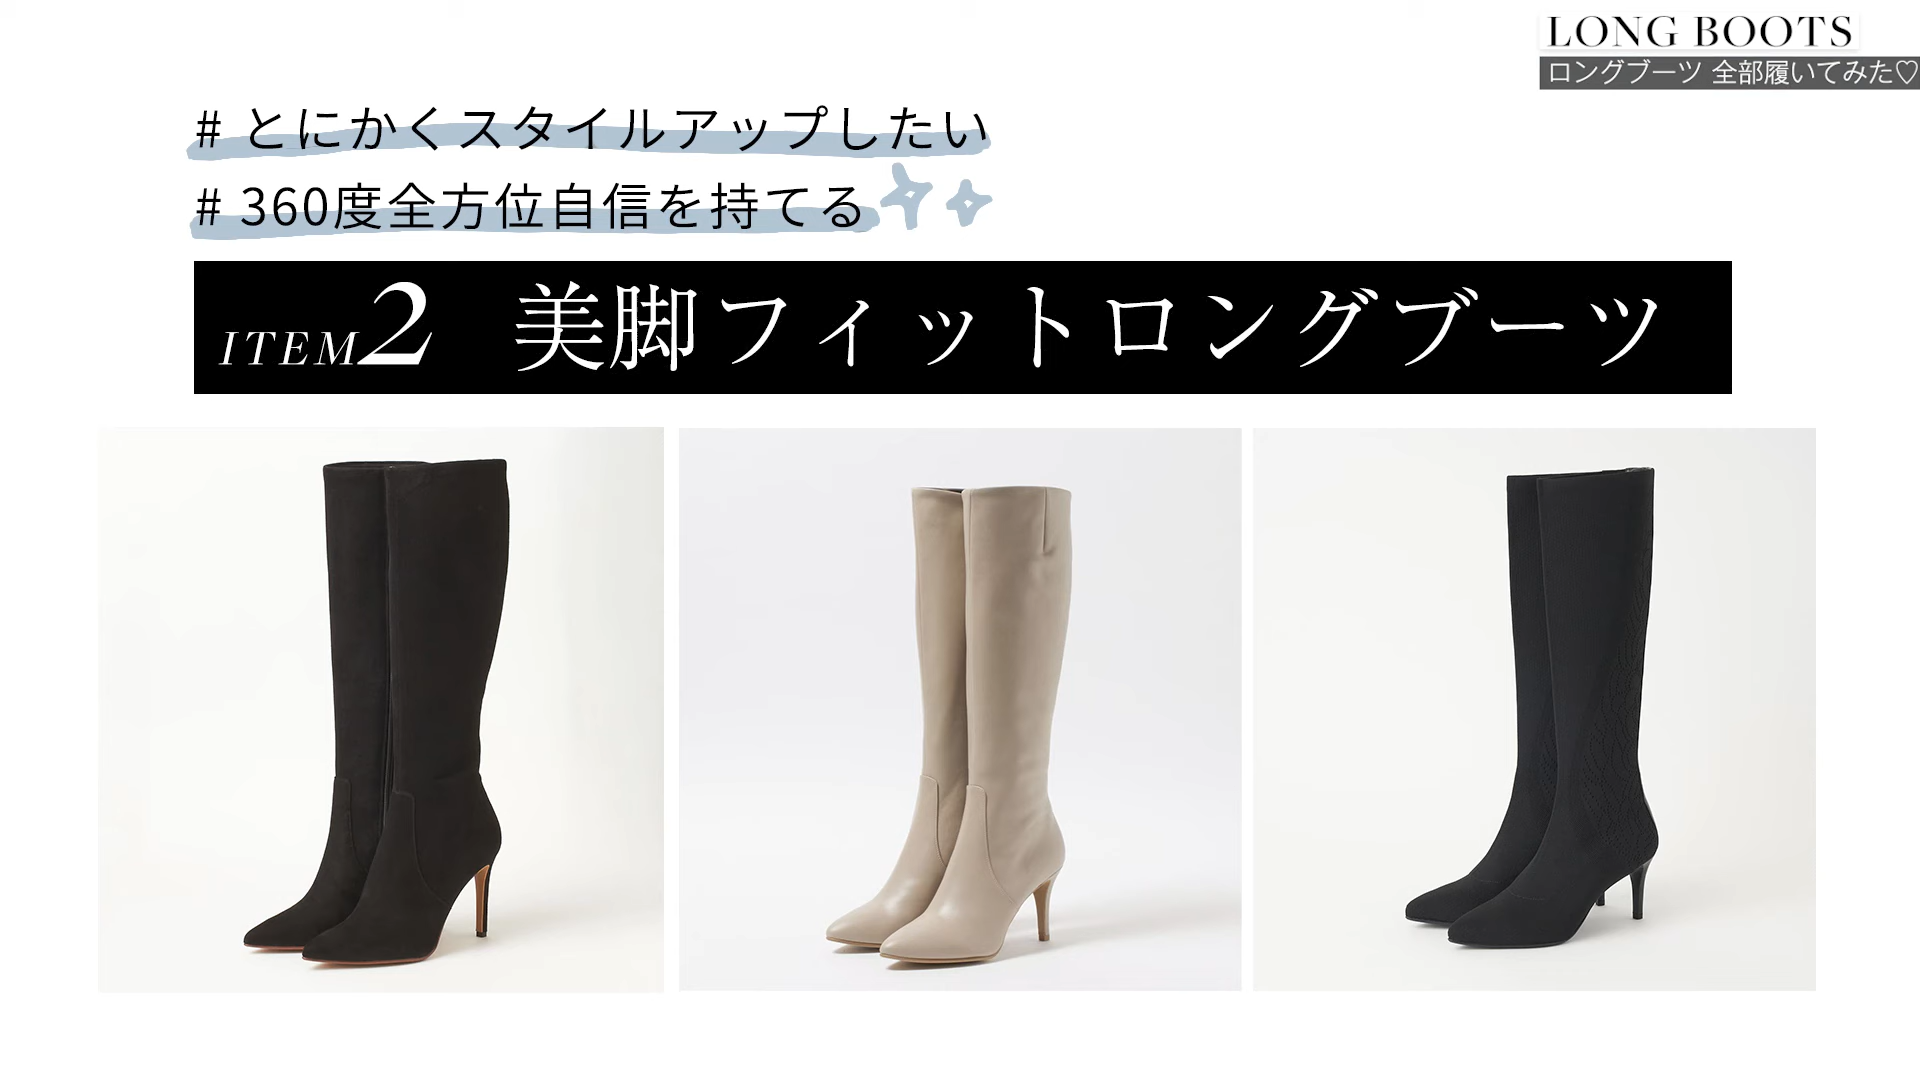 LONG BOOTS
ロングブーツ 全部履いてみた♡
# とにかくスタイルアップしたい
# 360度全方位自信を持てる
ITEM2 美脚フィットロングブーツ